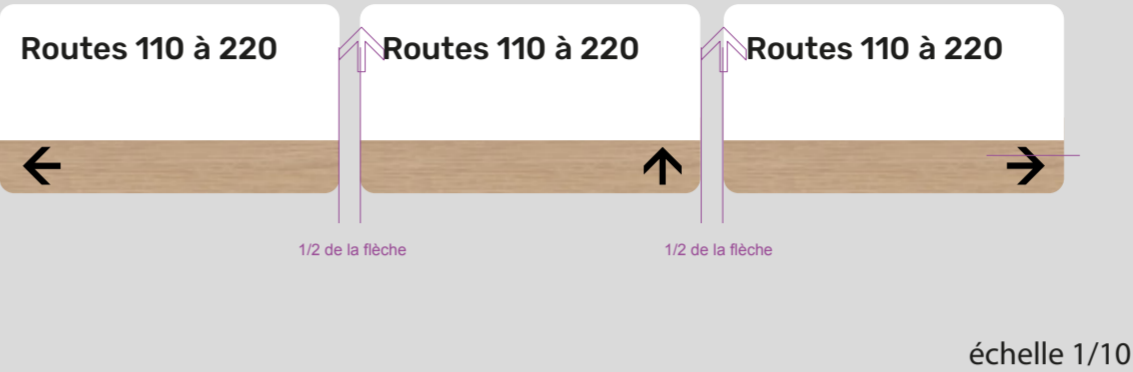 Routes 110 à 220
Routes 110 à 220
Routes 110 à 220
1/2 de la flèche
1/2 de la flèche
échelle 1/10